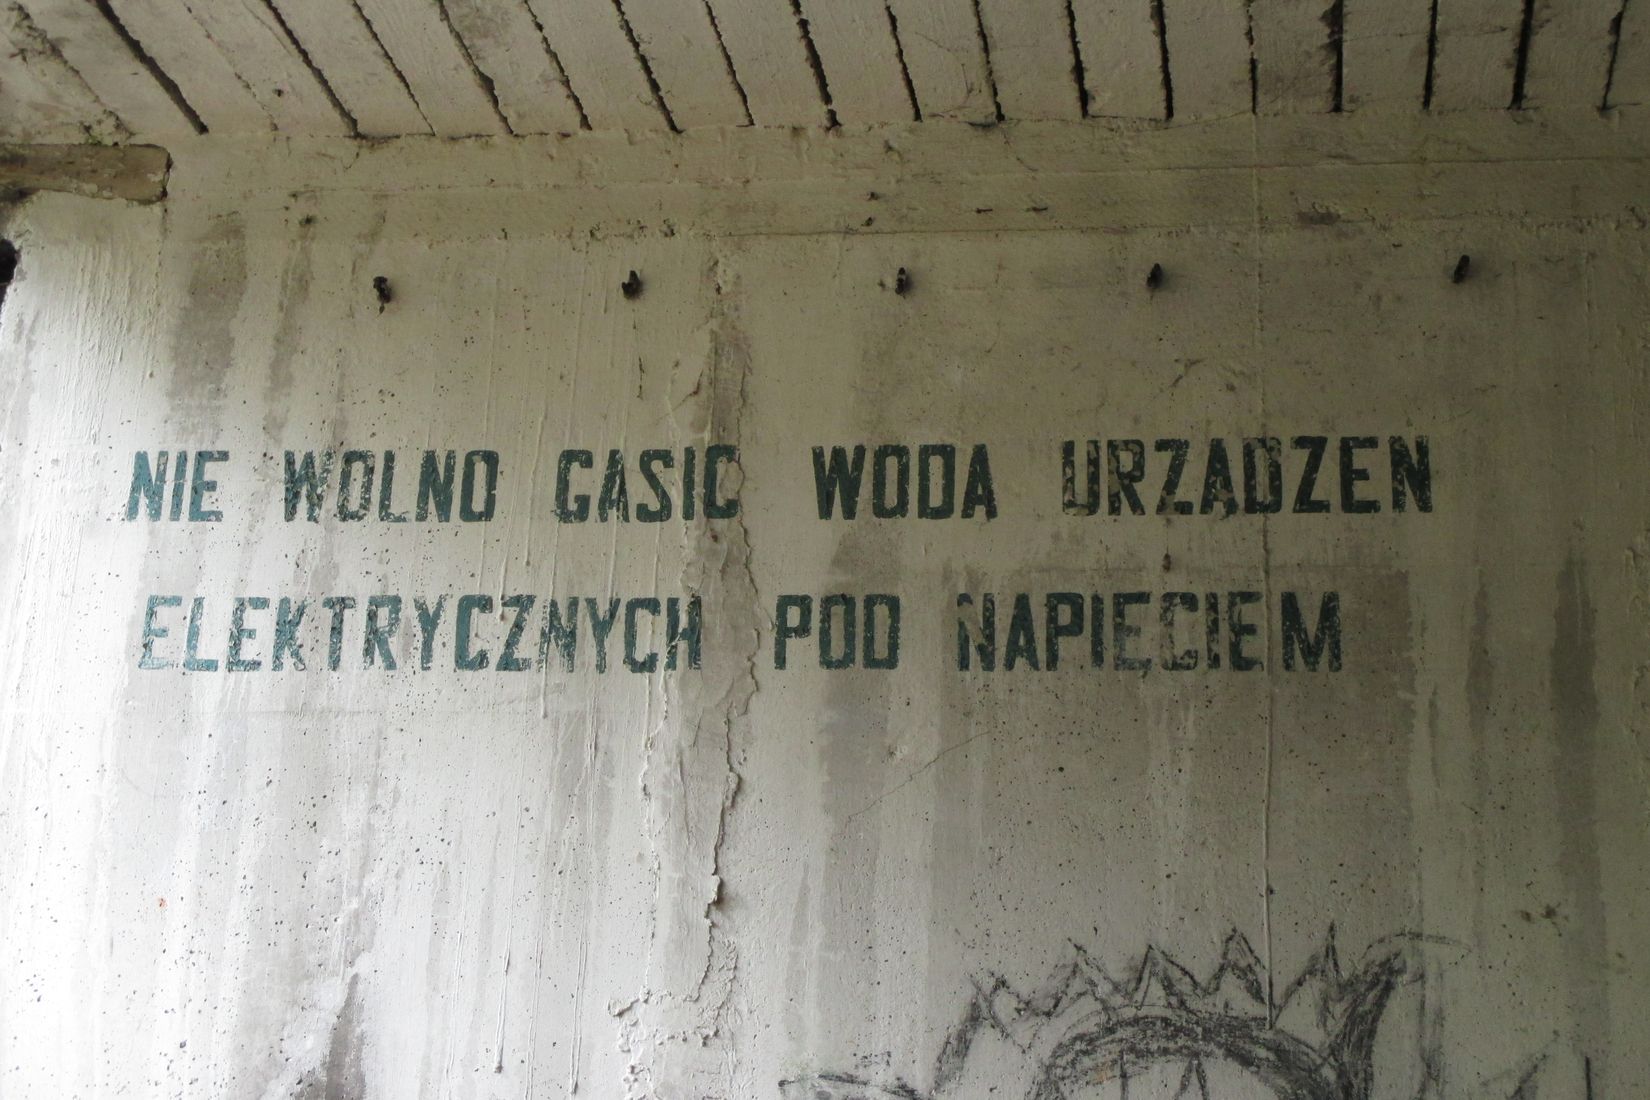 NIE WOLNO GASIC WODA URZADZEN
ELEKTRYCZNYCH POD NAPIECIEM